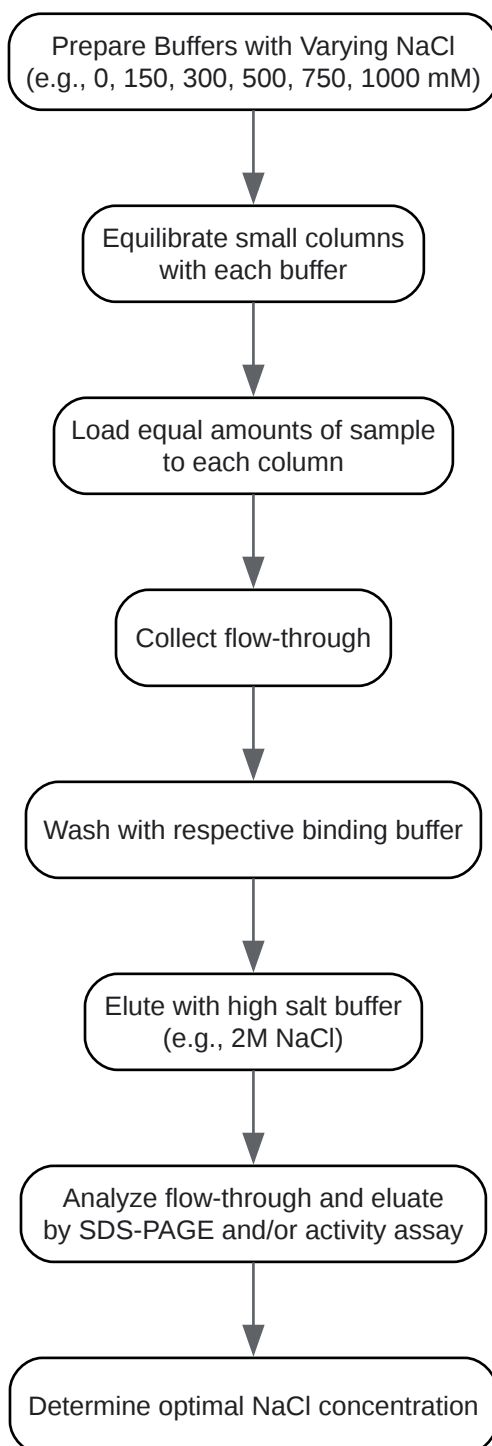 Prepare Buffers with Varying NaCl
(e.g., 0, 150, 300, 500, 750, 1000 mM)
Equilibrate small columns
with each buffer
Load equal amounts of sample
to each column
Collect flow-through
Wash with respective binding buffer
Elute with high salt buffer
(e.g., 2M NaCl)
Analyze flow-through and eluate
by SDS-PAGE and/or activity assay
Determine optimal NaCl concentration